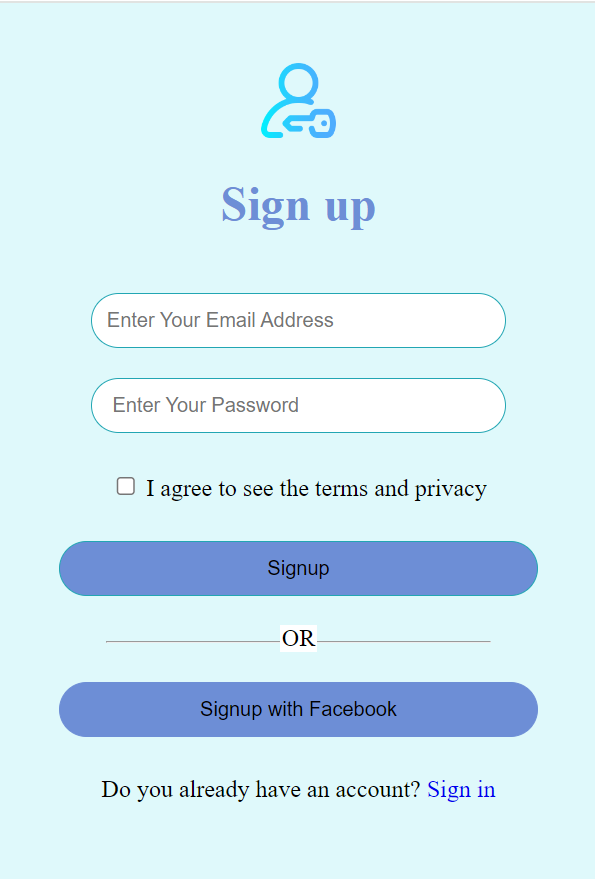 Sign up
Enter Your Email Address
Enter Your Password
I agree to see the terms and privacy
Signup
OR
Signup with Facebook
Do you already have an account? Sign in